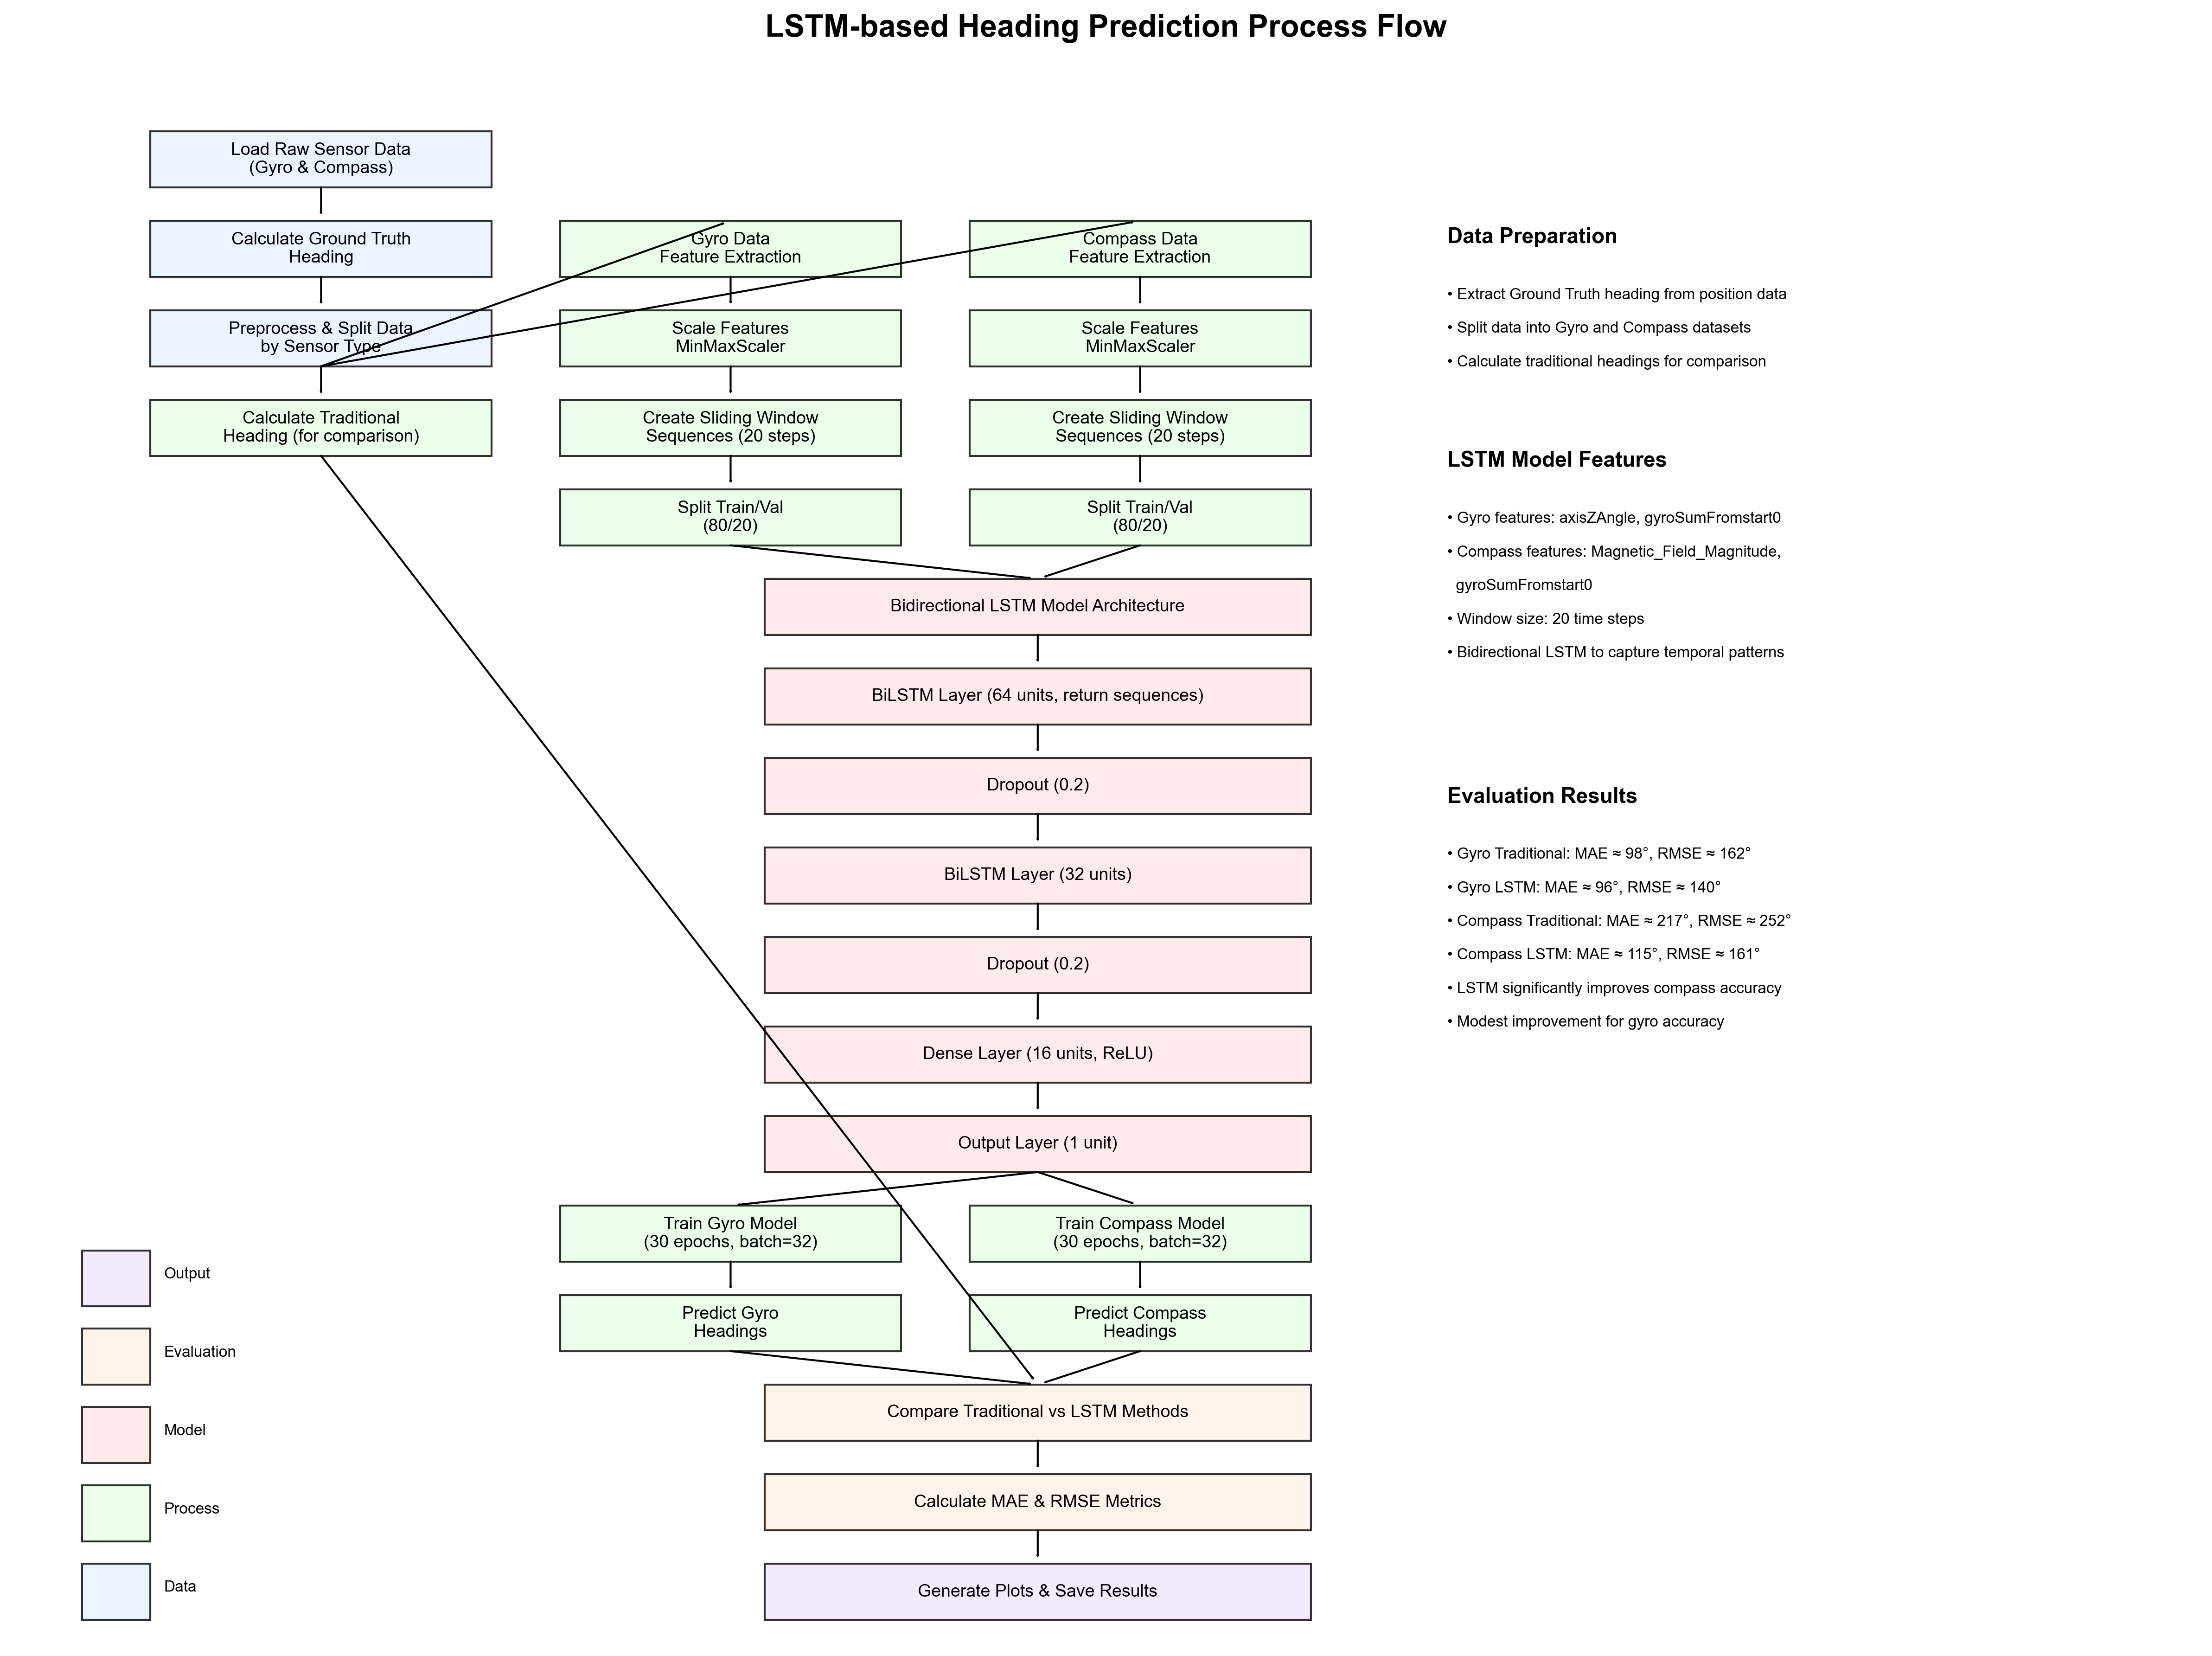 LSTM-based Heading Prediction Process Flow
Load Raw Sensor Data
(Gyro & Compass)
Calculate Ground Truth
Heading
Preprocess & Split Data
by Sensor Type
Calculate Traditional
Heading (for comparison)
Gyro Data
Feature Extraction
Scale Features
MinMaxScaler
Create Sliding Window
Sequences (20 steps)
Split Train/Val
(80/20)
Compass Data
Feature Extraction
Scale Features
MinMaxScaler
Create Sliding Window
Sequences (20 steps)
Split Train/Val
(80/20)
Bidirectional LSTM Model Architecture
BiLSTM Layer (64 units, return sequences)
Dropout (0.2)
BiLSTM Layer (32 units)
Dropout (0.2)
Dense Layer (16 units, ReLU)
Output Layer (1 unit)
Train Gyro Model
(30 epochs, batch=32)
Predict Gyro
Headings
Train Compass Model
(30 epochs, batch=32)
Predict Compass
Headings
Compare Traditional vs LSTM Methods
Calculate MAE & RMSE Metrics
Generate Plots & Save Results
Data Preparation
• Extract Ground Truth heading from position data
• Split data into Gyro and Compass datasets
• Calculate traditional headings for comparison
LSTM Model Features
• Gyro features: axisZAngle, gyroSumFromstart0
• Compass features: Magnetic_Field_Magnitude,
gyroSumFromstart0
• Window size: 20 time steps
• Bidirectional LSTM to capture temporal patterns
Evaluation Results
• Gyro Traditional: MAE ≈ 98°, RMSE ≈ 162°
• Gyro LSTM: MAE ≈ 96°, RMSE ≈ 140°
• Compass Traditional: MAE ≈ 217°, RMSE ≈ 252°
• Compass LSTM: MAE ≈ 115°, RMSE ≈ 161°
• LSTM significantly improves compass accuracy
• Modest improvement for gyro accuracy
Output
Evaluation
Model
Process
Data